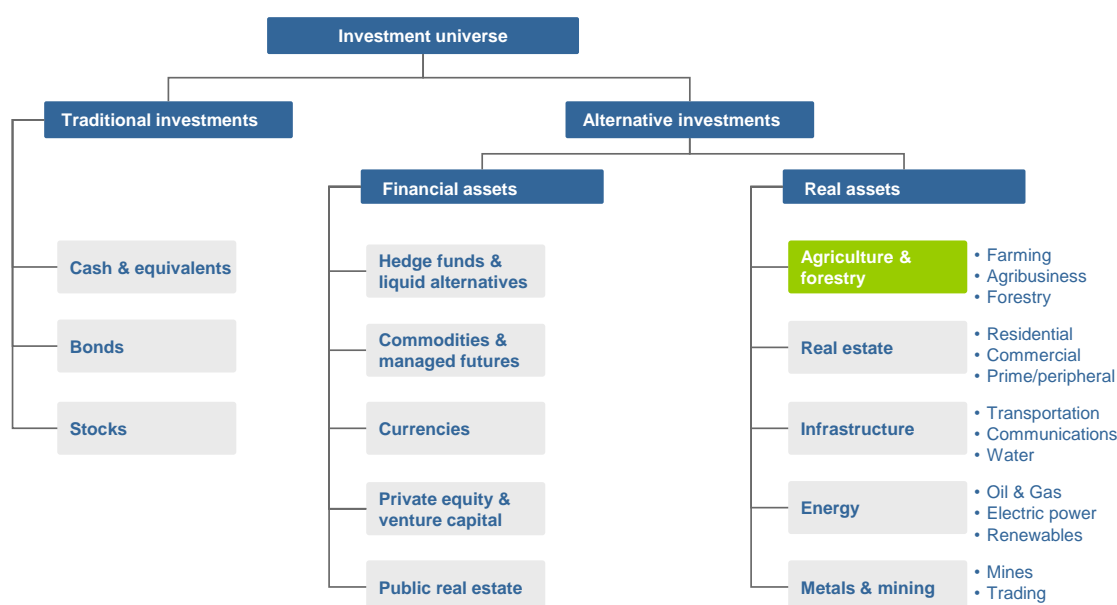 Investment universe
Traditional investments
Alternative investments
Financial assets
Real assets
Cash & equivalents
Bonds
Stocks
Hedge funds &
liquid alternatives
Commodities &
managed futures
Currencies
Private equity &
venture capital
Public real estate
Agriculture &
forestry
• Farming
• Agribusiness
• Forestry
Real estate
• Residential
• Commercial
• Prime/peripheral
Infrastructure
• Transportation
• Communications
• Water
Energy
• Oil & Gas
• Electric power
• Renewables
Metals & mining
• Mines
• Trading